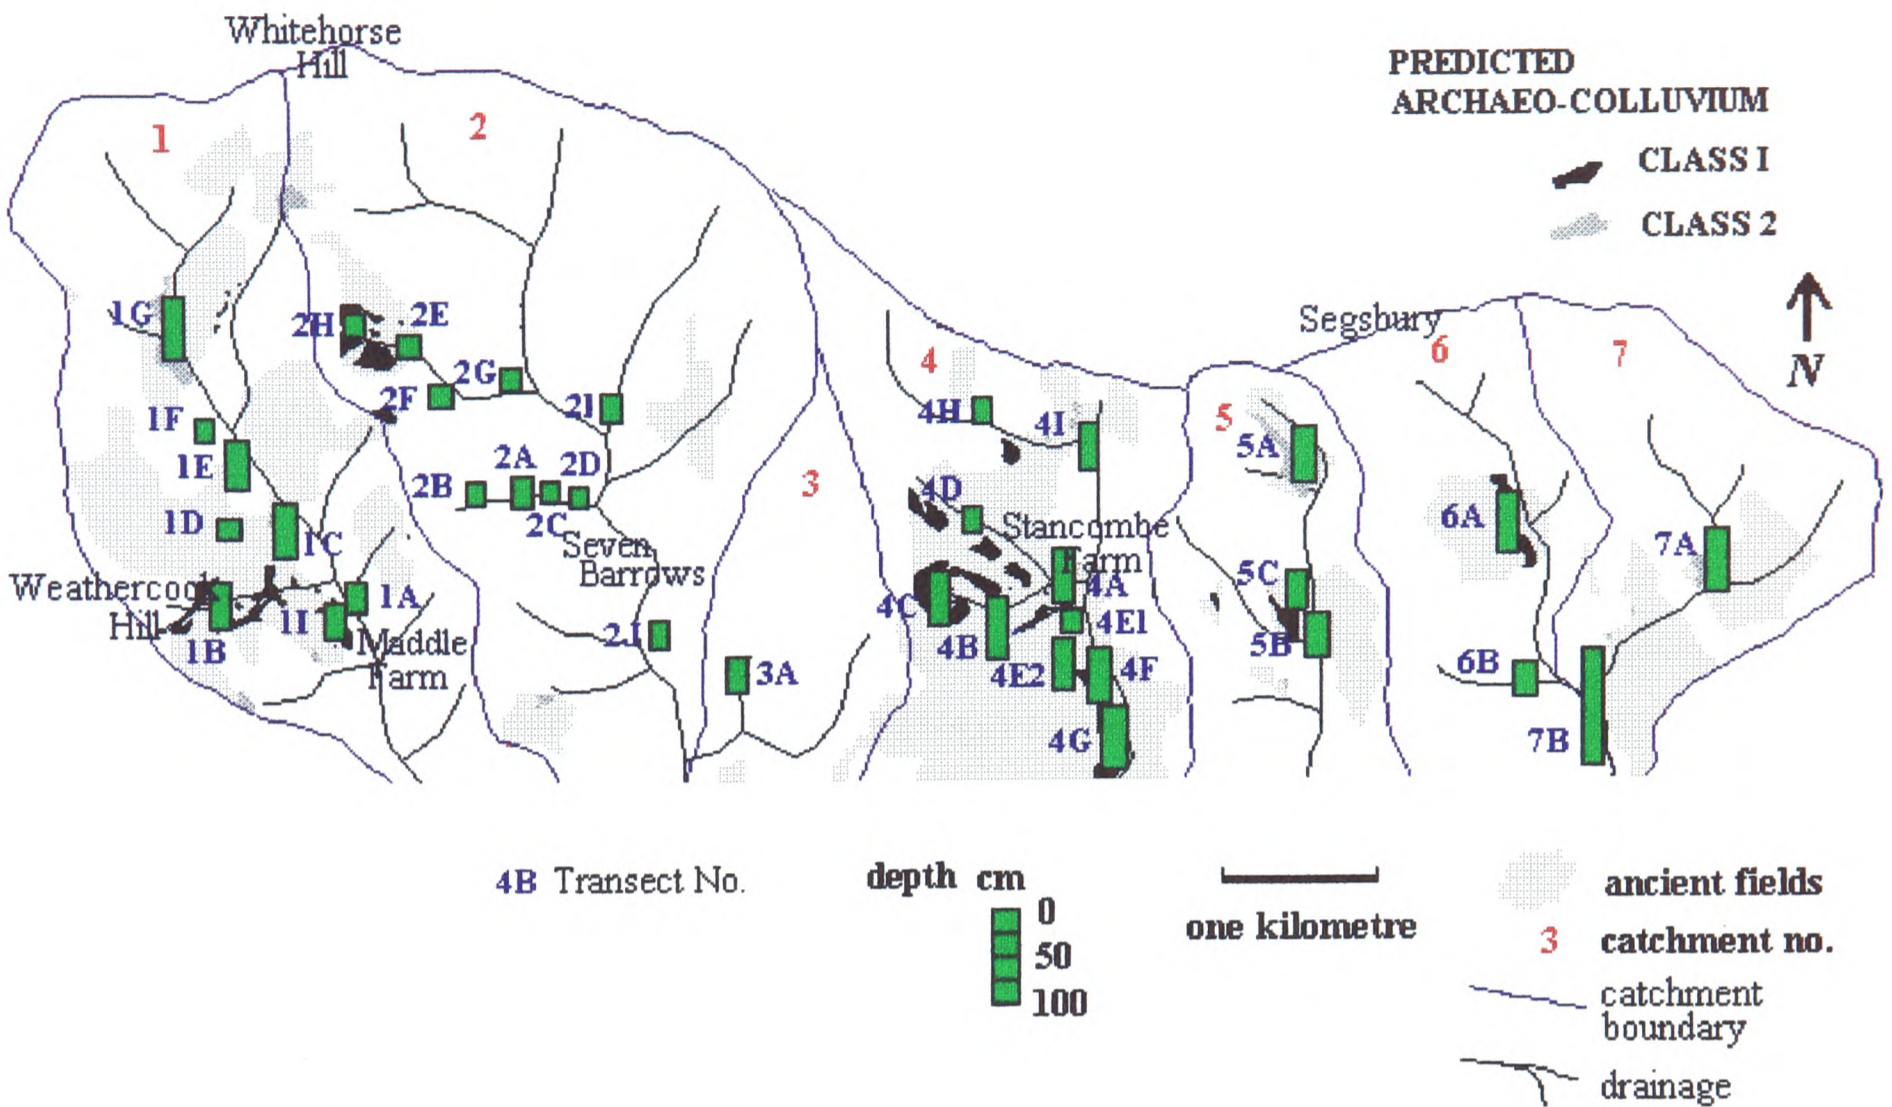 Whitehorse
Hill
PREDICTED
ARCHAEO-COLLUVIUM
CLASS I
CLASS 2
N
1
2
Segsbury
6
7
1G
2H
2E
4
2G
2F
2I
4H
4I
5
5A
1F
1E
2B
2A
2D
2C
3
4D
6A
1D
1C
Seven
Barrows
Stancombe
Farm
7A
Weathercock
Hill
1B
1I
1A
Maddle
Farm
2J
3A
4C
4A
4E1
4B
4E2
4F
4G
5C
5B
6B
7B
4B Transect No.
depth cm
0
50
100
one kilometre
ancient fields
3 catchment no.
catchment
boundary
drainage